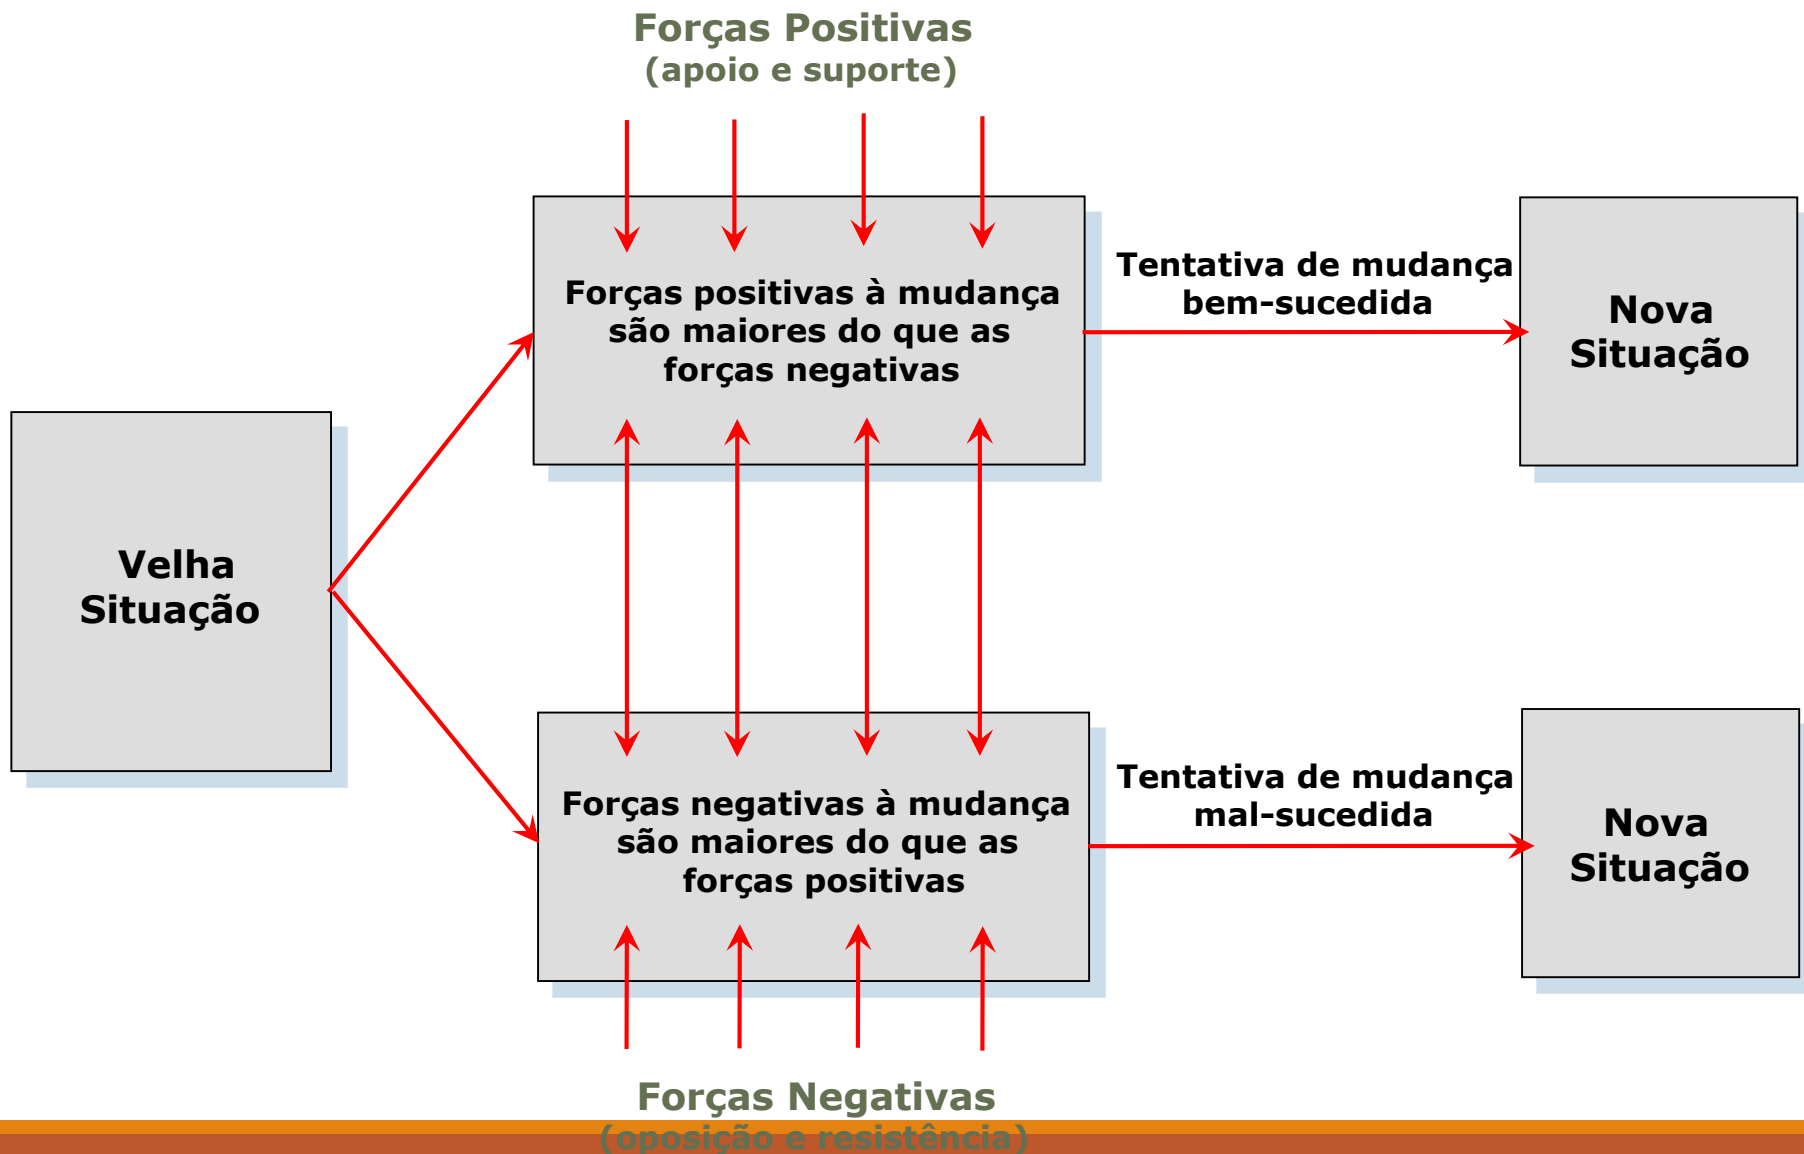 Forças Positivas
(apoio e suporte)
Forças positivas à mudança
são maiores do que as
forças negativas
Tentativa de mudança
bem-sucedida
Nova
Situação
Velha
Situação
Forças negativas à mudança
são maiores do que as
forças positivas
Tentativa de mudança
mal-sucedida
Nova
Situação
Forças Negativas
(oposição e resistência)